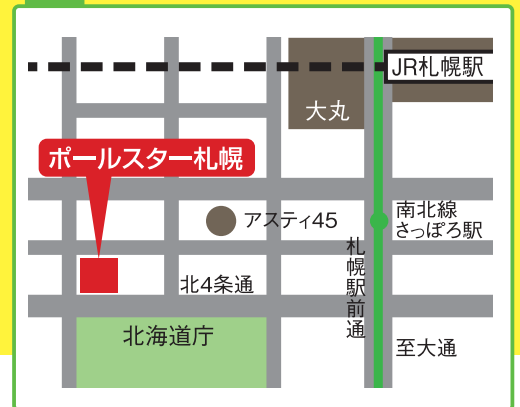 JR札幌駅
大丸
ポールスター札幌
アスティ45
南北線
さっぽろ駅
札幌駅前通
北4条通
北海道庁
至大通